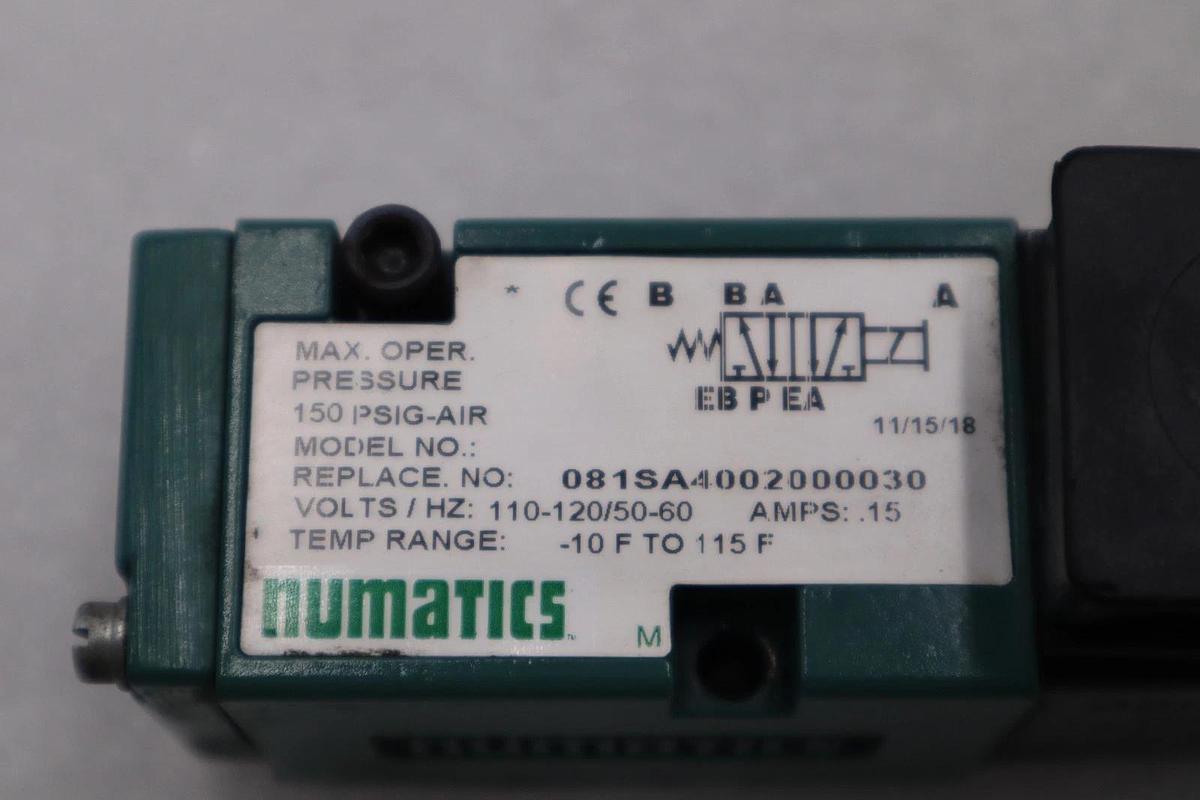 * CE B B A A
EB P EA
11/15/18
MAX. OPER.
PRESSURE
150 PSIG-AIR
MODEL NO.:
REPLACE. NO: 081SA4002000030
VOLTS / HZ: 110-120/50-60 AMPS: .15
TEMP RANGE: -10 F TO 115 F
numatics
M